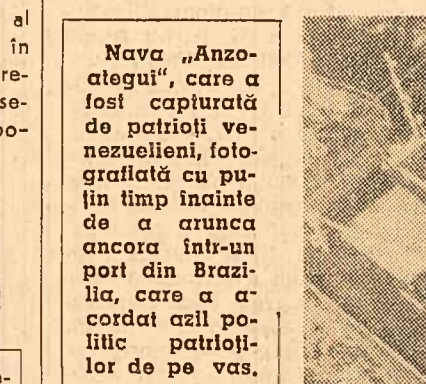 al
în
re-
se-
Nava „Anzo-
ategui", care a
fost capturată
de patrioți ve-
nezuelieni, foto-
grafiată cu pu-
țin timp înainte
de a arunca
ancora într-un
port din Brazi-
lia, care a a-
cordat azil po-
litic patrioți-
lor de pe vas.